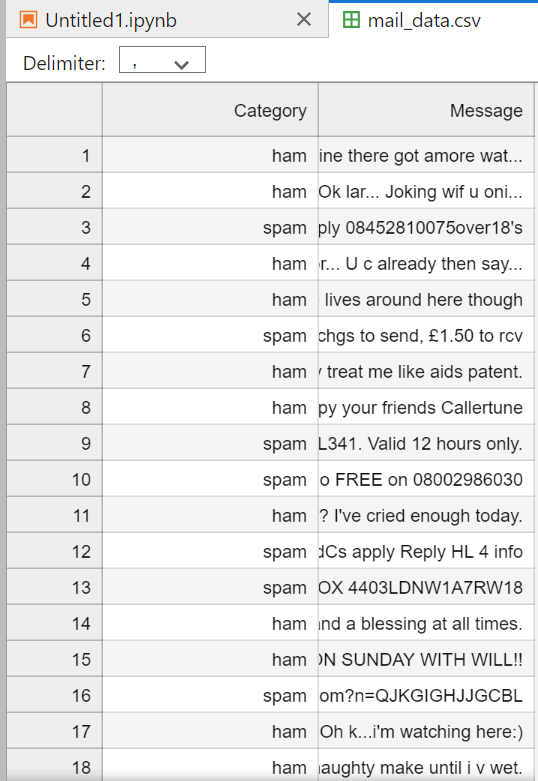 Untitled1.ipynb mail_data.csv
Delimiter: ,
Category Message
1 ham ine there got amore wat...
2 ham Ok lar... Joking wif u oni...
3 spam ply 08452810075over18's
4 ham r... U c already then say...
5 ham lives around here though
6 spam chgs to send, £1.50 to rcv
7 ham treat me like aids patent.
8 ham py your friends Callertune
9 spam L341. Valid 12 hours only.
10 spam o FREE on 08002986030
11 ham ? I've cried enough today.
12 spam dCs apply Reply HL 4 info
13 spam OX 4403LDNW1A7RW18
14 ham nd a blessing at all times.
15 ham ON SUNDAY WITH WILL!!
16 spam om?n=QJKGIGHJJGCBL
17 ham Oh k...i'm watching here:)
18 ham naughty make until i v wet.